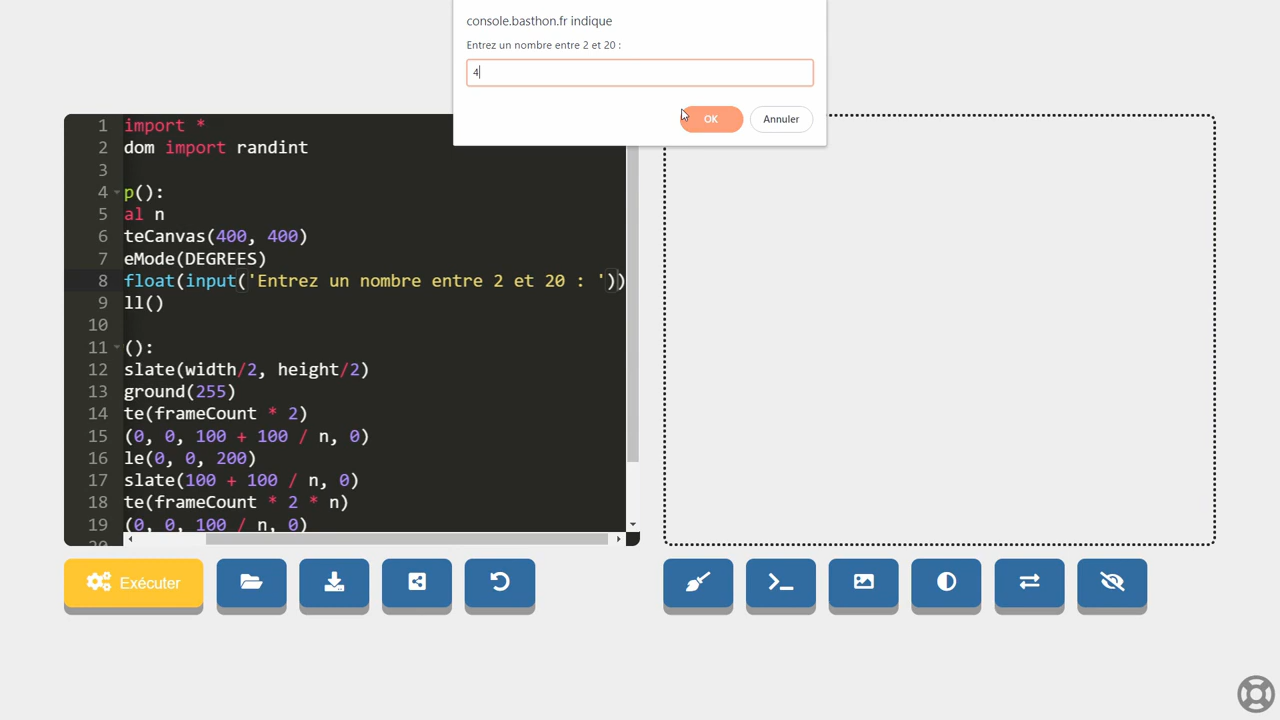 console.basthon.fr indique
Entrez un nombre entre 2 et 20 :
4
OK
Annuler
1 import *
2 dom import randint
3
4 p():
5 al n
6 teCanvas(400, 400)
7 eMode(DEGREES)
8 float(input('Entrez un nombre entre 2 et 20 : '))
9 ll()
10
11 ():
12 slate(width/2, height/2)
13 ground(255)
14 te(frameCount * 2)
15 (0, 0, 100 + 100 / n, 0)
16 le(0, 0, 200)
17 slate(100 + 100 / n, 0)
18 te(frameCount * 2 * n)
19 (0, 0, 100 / n, 0)
20
Exécuter